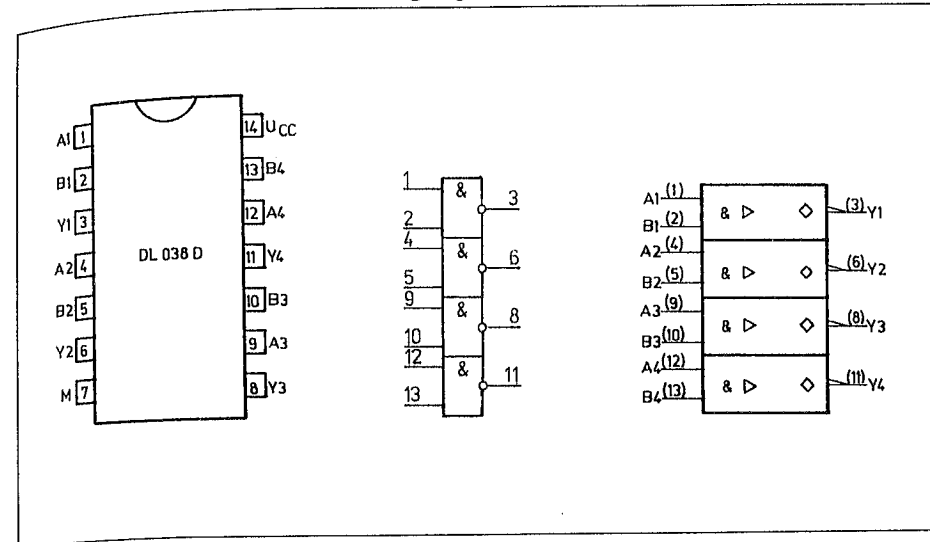 A1 1
B1 2
Y1 3
A2 4
B2 5
Y2 6
M 7
DL 038 D
14 UCC
13 B4
12 A4
11 Y4
10 B3
9 A3
8 Y3
1
&
2
3
4
&
5
6
9
&
10
8
12
&
13
11
A1 (1)
B1 (2)
& ▷ ◇
(3) Y1
A2 (4)
B2 (5)
& ▷ ◇
(6) Y2
A3 (9)
B3 (10)
& ▷ ◇
(8) Y3
A4 (12)
B4 (13)
& ▷ ◇
(11) Y4